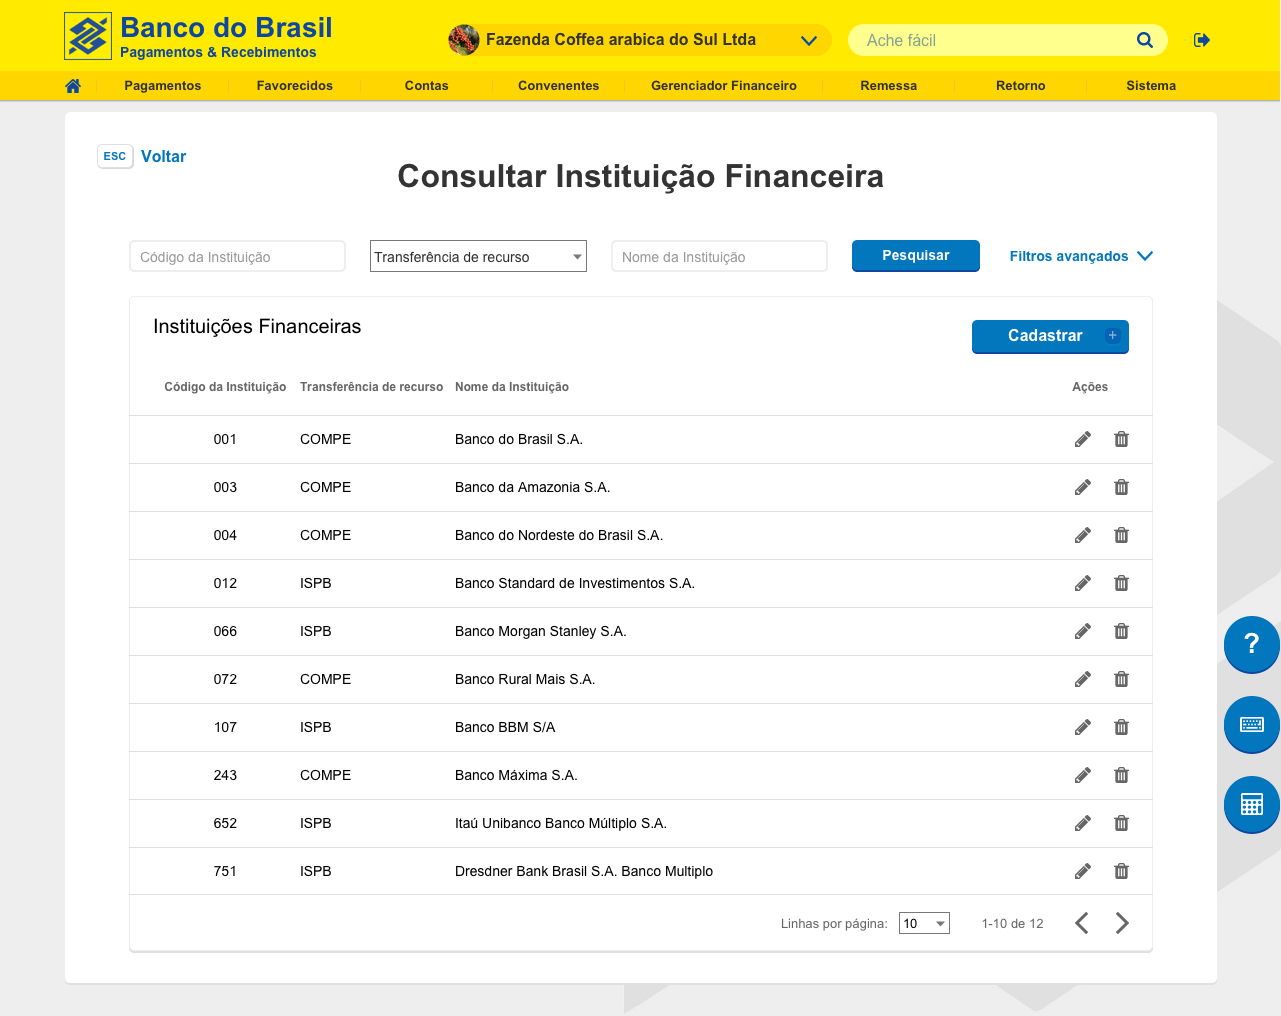 Banco do Brasil
Pagamentos & Recebimentos
Fazenda Coffea arabica do Sul Ltda
Ache fácil
Pagamentos Favorecidos Contas Convenentes Gerenciador Financeiro Remessa Retorno Sistema
ESC Voltar
Consultar Instituição Financeira
Código da Instituição Transferência de recurso Nome da Instituição Pesquisar Filtros avançados
Instituições Financeiras
Cadastrar +
Código da Instituição Transferência de recurso Nome da Instituição Ações
001 COMPE Banco do Brasil S.A.
003 COMPE Banco da Amazonia S.A.
004 COMPE Banco do Nordeste do Brasil S.A.
012 ISPB Banco Standard de Investimentos S.A.
066 ISPB Banco Morgan Stanley S.A.
072 COMPE Banco Rural Mais S.A.
107 ISPB Banco BBM S/A
243 COMPE Banco Máxima S.A.
652 ISPB Itaú Unibanco Banco Múltiplo S.A.
751 ISPB Dresdner Bank Brasil S.A. Banco Multiplo
Linhas por página: 10 1-10 de 12
?